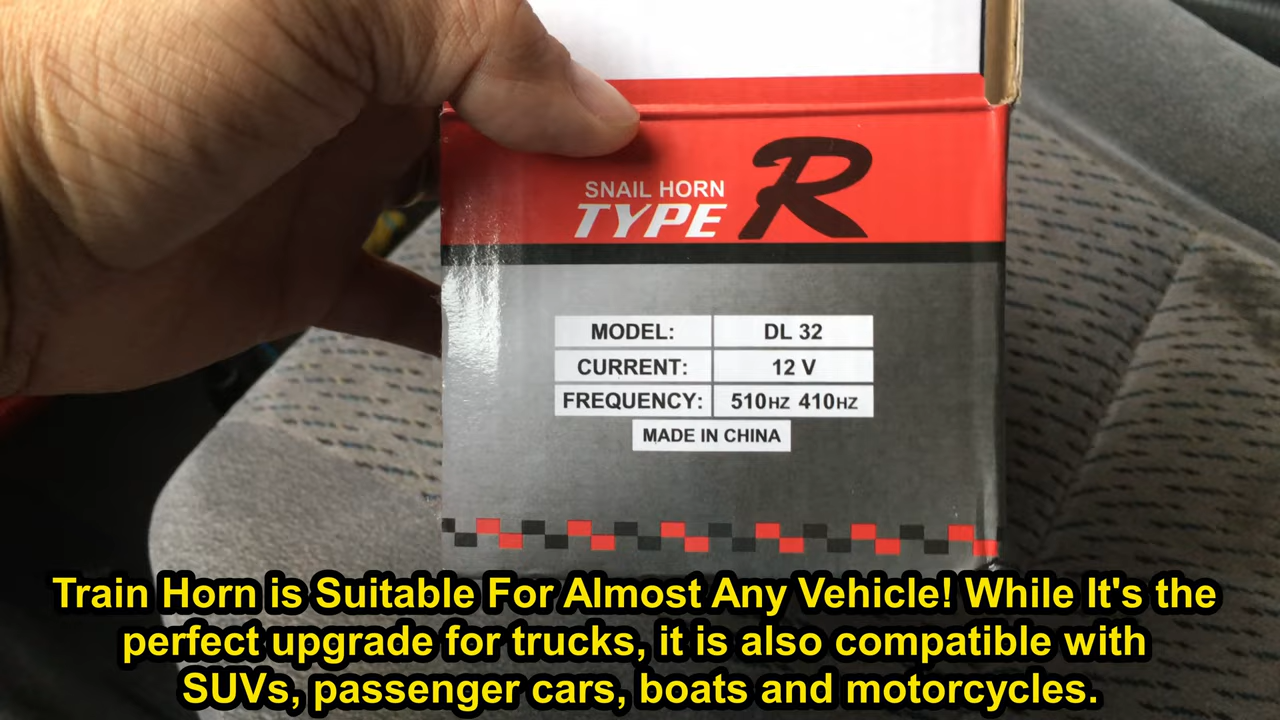 SNAIL HORN
TYPE R
MODEL: DL 32
CURRENT: 12 V
FREQUENCY: 510HZ 410HZ
MADE IN CHINA
Train Horn is Suitable For Almost Any Vehicle! While It's the
perfect upgrade for trucks, it is also compatible with
SUVs, passenger cars, boats and motorcycles.